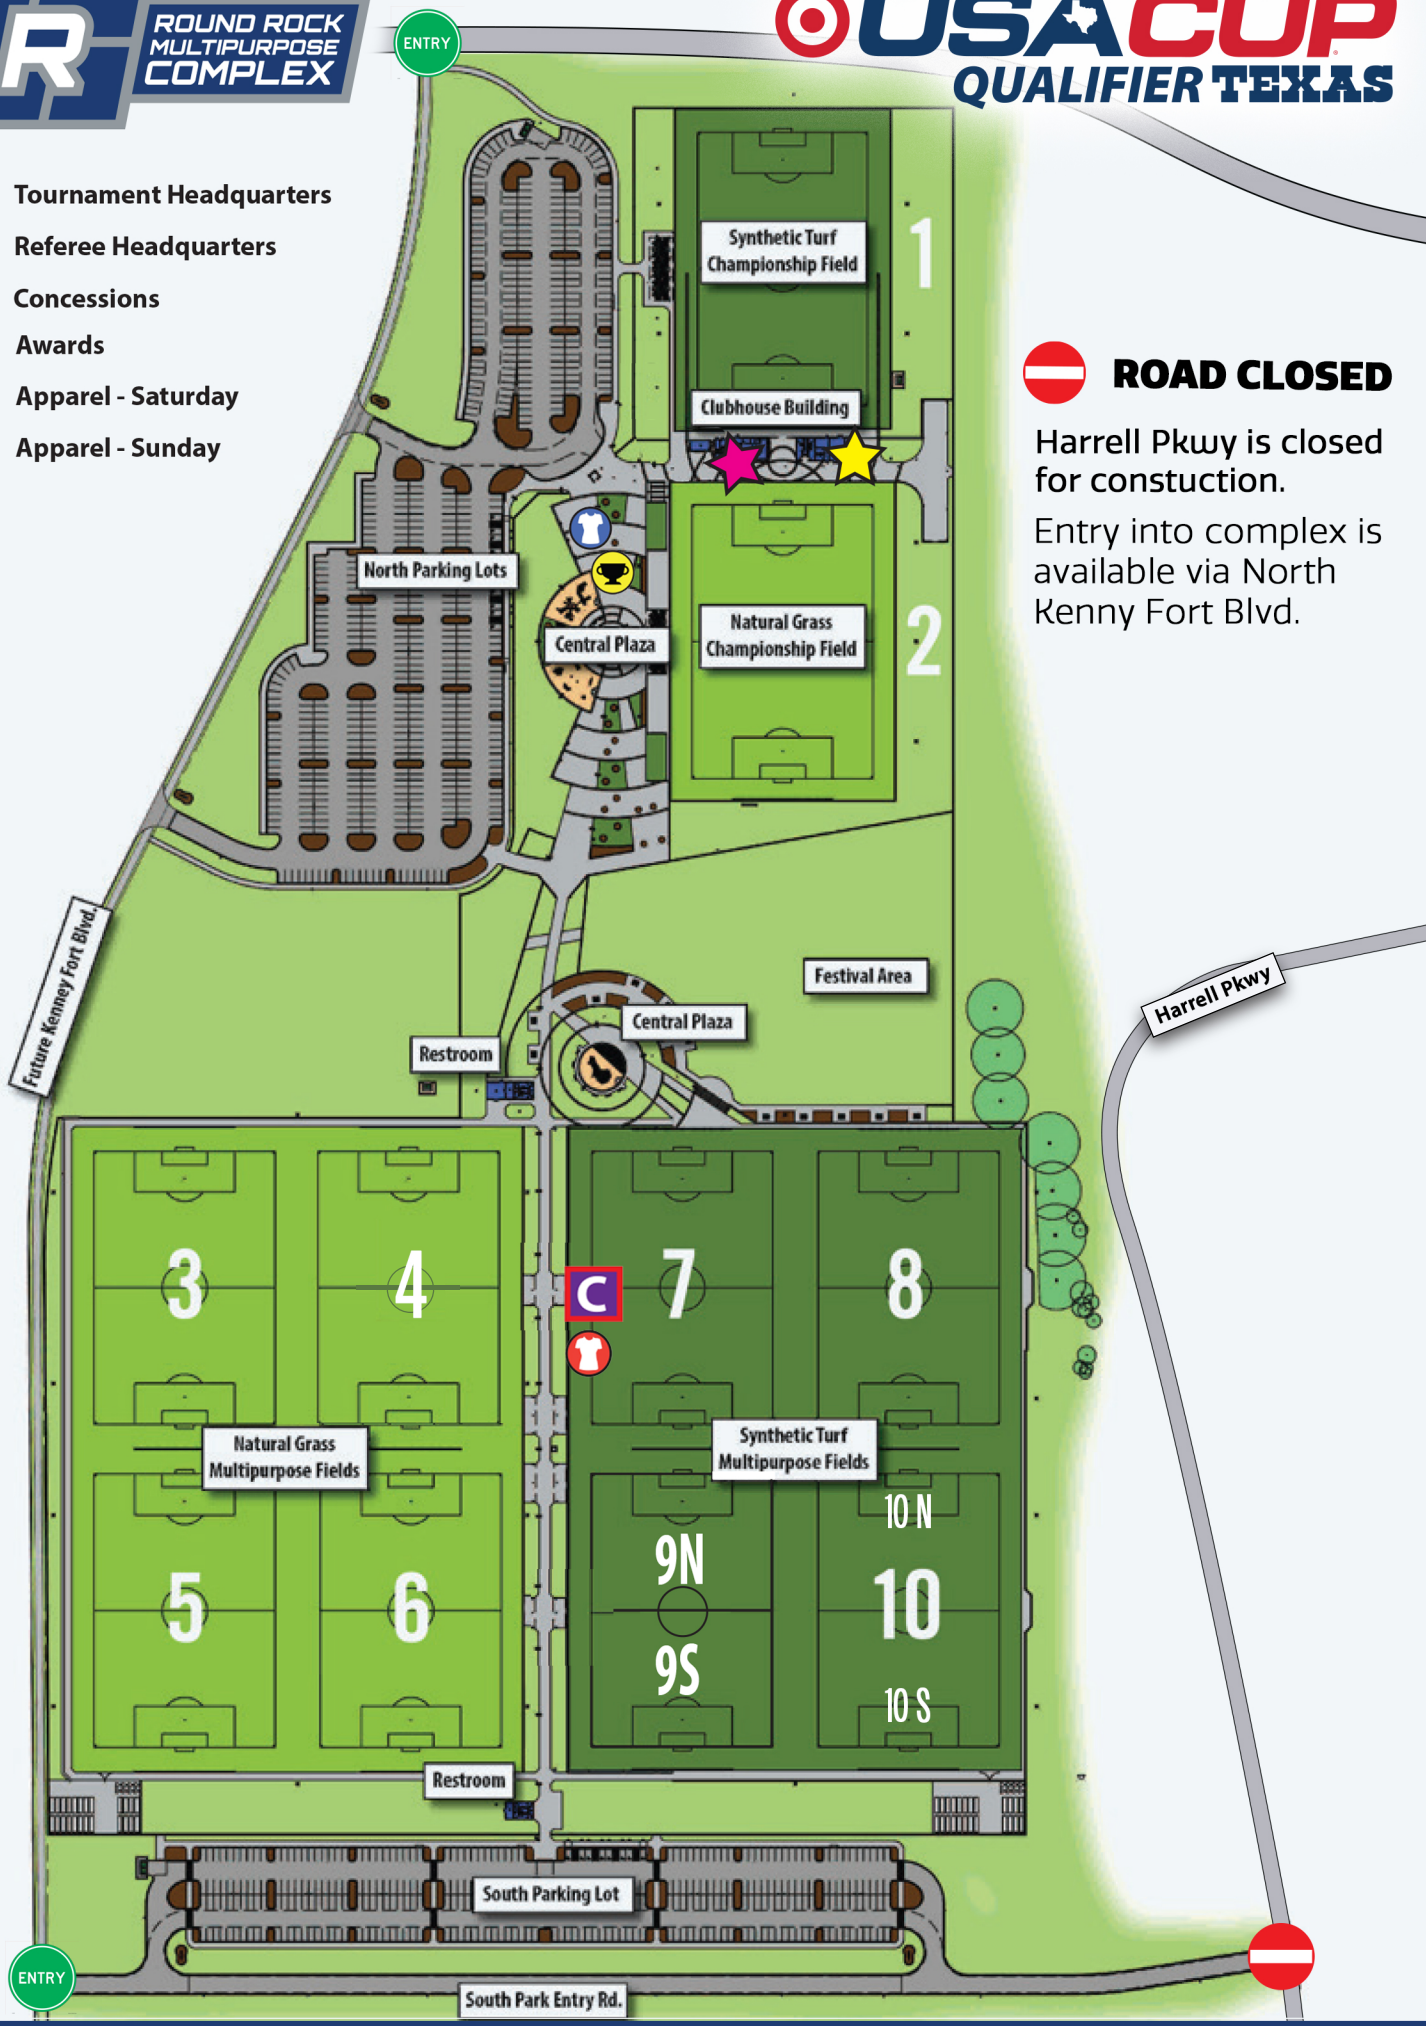 ROUND ROCK
MULTIPURPOSE
COMPLEX
R
ENTRY
USA CUP
QUALIFIER TEXAS
Tournament Headquarters
Referee Headquarters
Concessions
Awards
Apparel - Saturday
Apparel - Sunday
Synthetic Turf
Championship Field
1
ROAD CLOSED
Harrell Pkwy is closed
for constuction.
Entry into complex is
available via North
Kenny Fort Blvd.
Clubhouse Building
North Parking Lots
Central Plaza
Natural Grass
Championship Field
2
Future Kenney Fort Blvd.
Festival Area
Harrell Pkwy
Central Plaza
Restroom
3
4
C
7
8
Natural Grass
Multipurpose Fields
Synthetic Turf
Multipurpose Fields
5
6
9N
9S
10 N
10
10 S
Restroom
South Parking Lot
ENTRY
South Park Entry Rd.